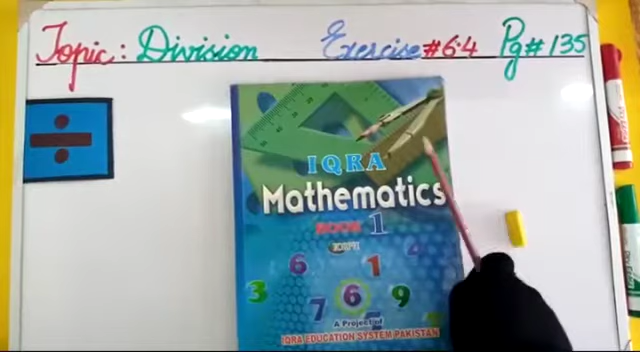 Topic: Division Exercise #6.4 Pg# 135
IQRA
Mathematics
BOOK 1
6 1 4
3 7 6 9
A Project of
IQRA EDUCATION SYSTEM PAKISTAN